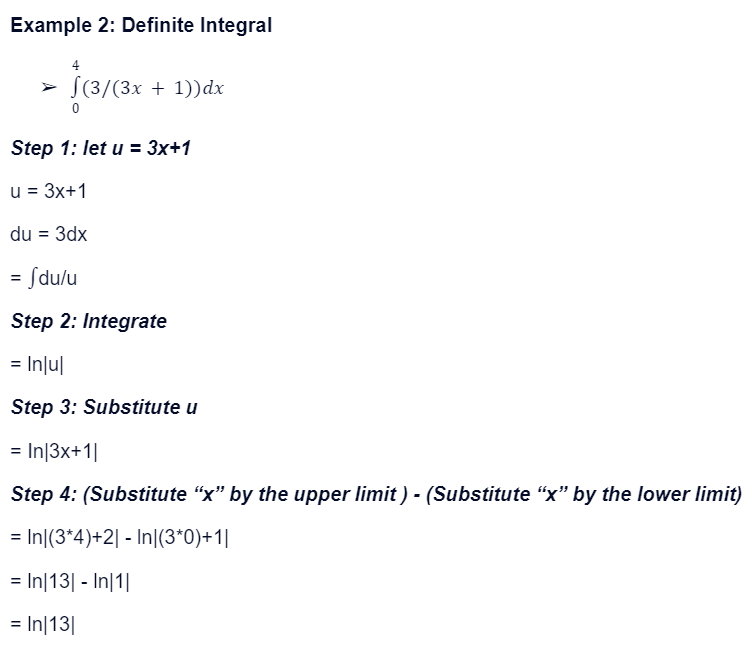 Example 2: Definite Integral
4
➢ ∫(3/(3x + 1))dx
0
Step 1: let u = 3x+1
u = 3x+1
du = 3dx
= ∫du/u
Step 2: Integrate
= ln|u|
Step 3: Substitute u
= ln|3x+1|
Step 4: (Substitute “x” by the upper limit ) - (Substitute “x” by the lower limit)
= ln|(3*4)+2| - ln|(3*0)+1|
= ln|13| - ln|1|
= ln|13|